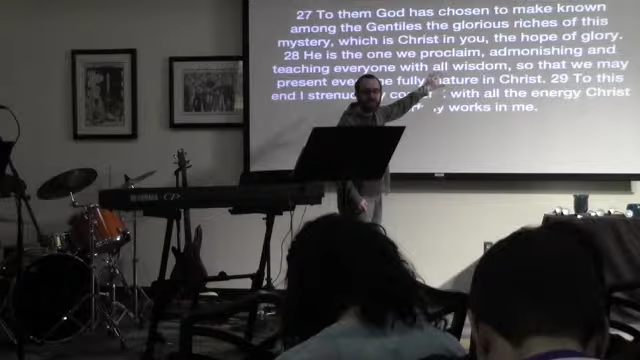 27 To them God has chosen to make known
among the Gentiles the glorious riches of this
mystery, which is Christ in you, the hope of glory.
28 He is the one we proclaim, admonishing and
teaching everyone with all wisdom, so that we may
present fully mature in Christ. 29 To this
end I with all the energy Christ
works in me.
YAMAHA CP